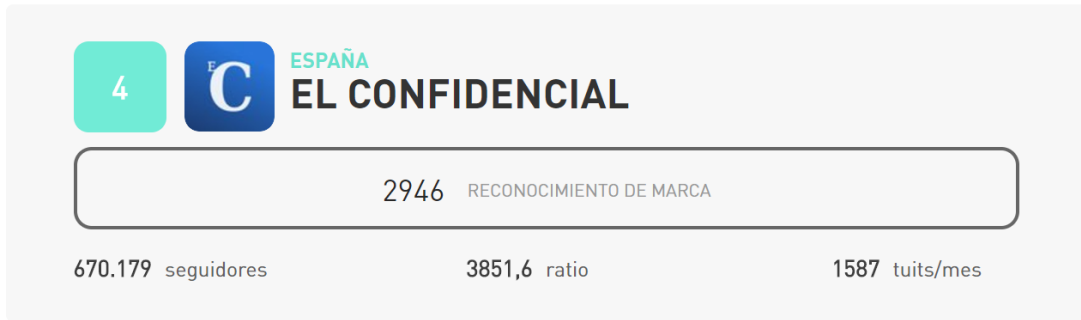 4
EC
ESPAÑA
EL CONFIDENCIAL
2946 RECONOCIMIENTO DE MARCA
670.179 seguidores 3851,6 ratio 1587 tuits/mes